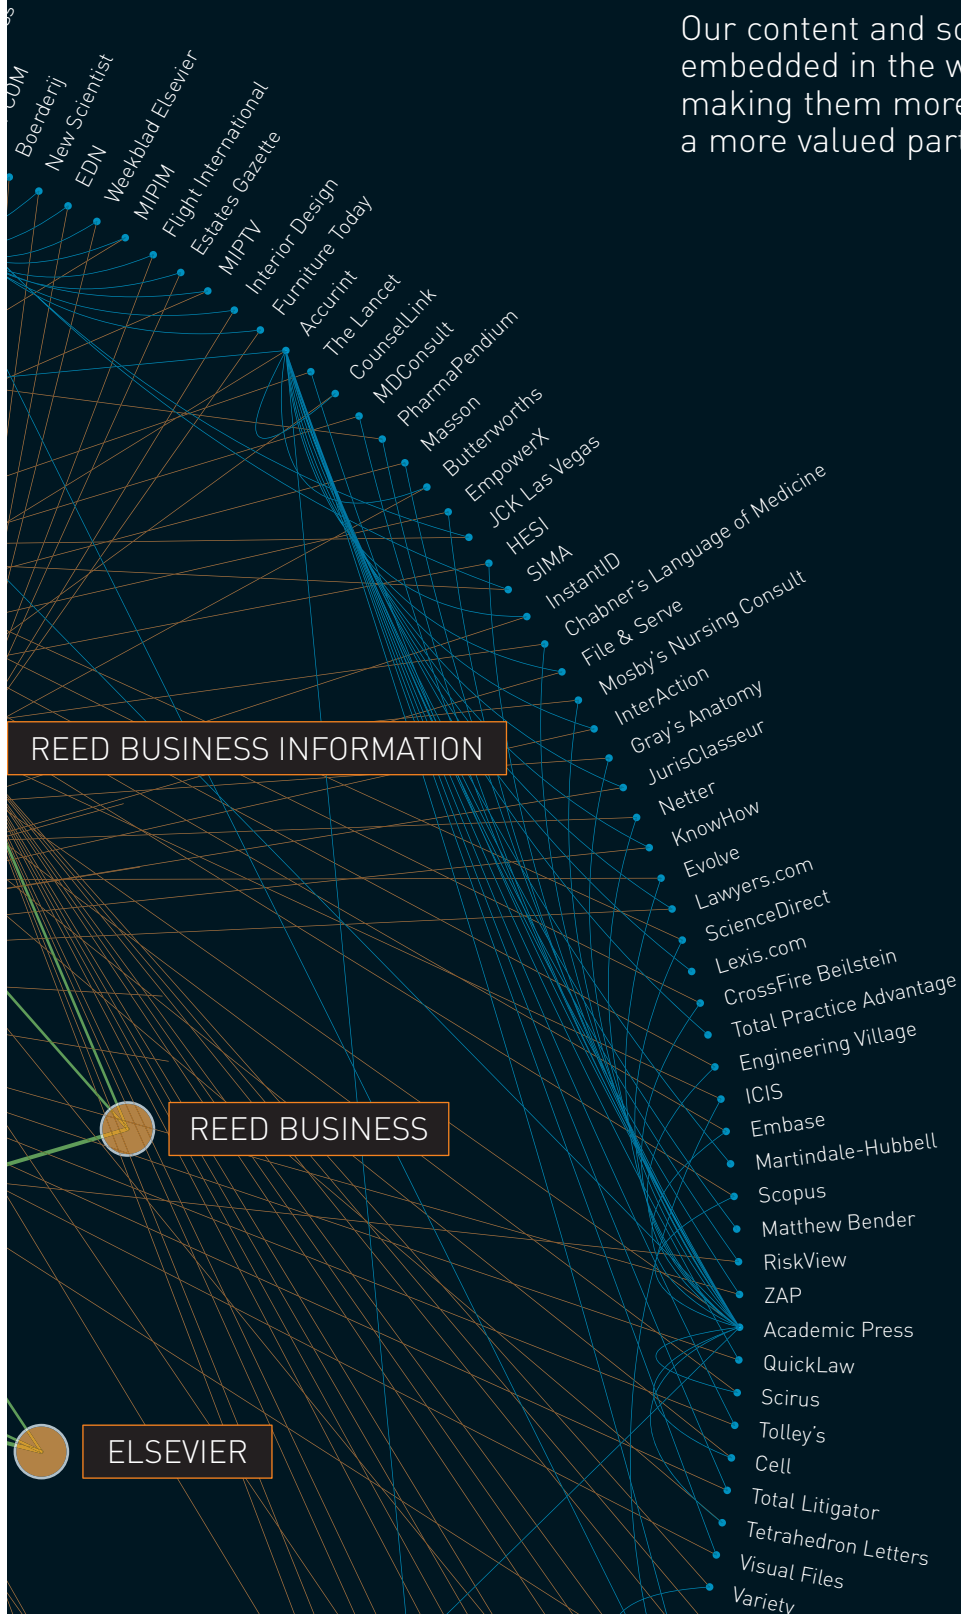 Our content and so
embedded in the w
making them more
a more valued part
COM
Boerderij
New Scientist
EDN
Weekblad Elsevier
MIPIM
Flight International
Estates Gazette
MIPTV
Interior Design
Furniture Today
Accurint
The Lancet
CounselLink
MDConsult
PharmaPendium
Masson
Butterworths
EmpowerX
JCK Las Vegas
HESI
SIMA
InstantID
Chabner's Language of Medicine
File & Serve
Mosby's Nursing Consult
InterAction
Gray's Anatomy
JurisClasseur
REED BUSINESS INFORMATION
Netter
KnowHow
Evolve
Lawyers.com
ScienceDirect
Lexis.com
CrossFire Beilstein
Total Practice Advantage
Engineering Village
ICIS
Embase
REED BUSINESS
Martindale-Hubbell
Scopus
Matthew Bender
RiskView
ZAP
Academic Press
QuickLaw
Scirus
Tolley's
ELSEVIER
Cell
Total Litigator
Tetrahedron Letters
Visual Files
Variety